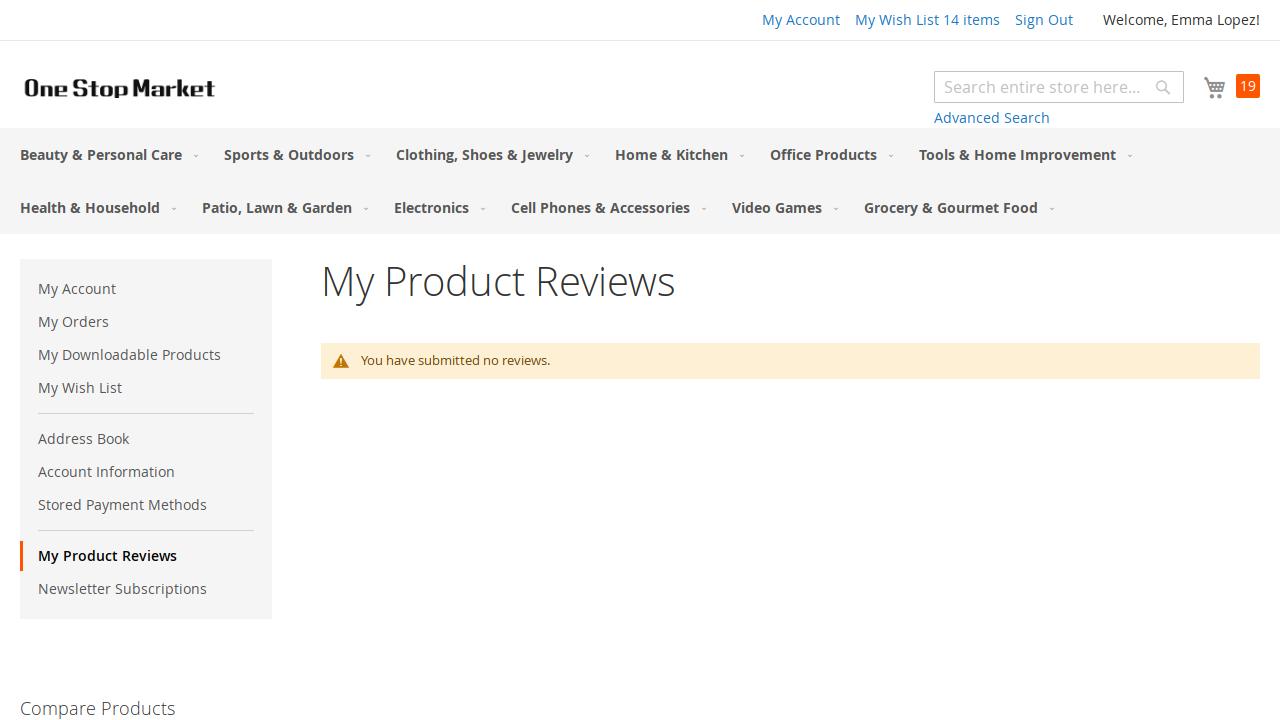 My Account My Wish List 14 items Sign Out Welcome, Emma Lopez!
One Stop Market
Search entire store here...
19
Advanced Search
Beauty & Personal Care Sports & Outdoors Clothing, Shoes & Jewelry Home & Kitchen Office Products Tools & Home Improvement
Health & Household Patio, Lawn & Garden Electronics Cell Phones & Accessories Video Games Grocery & Gourmet Food
My Product Reviews
You have submitted no reviews.
My Account
My Orders
My Downloadable Products
My Wish List
Address Book
Account Information
Stored Payment Methods
My Product Reviews
Newsletter Subscriptions
Compare Products